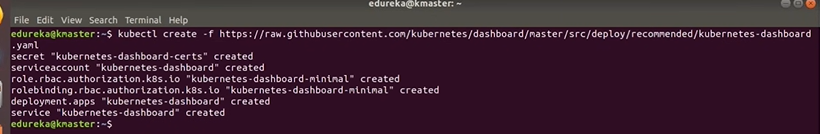 edureka@kmaster: ~
File Edit View Search Terminal Help
edureka@kmaster:~$ kubectl create -f https://raw.githubusercontent.com/kubernetes/dashboard/master/src/deploy/recommended/kubernetes-dashboard
.yaml
secret "kubernetes-dashboard-certs" created
serviceaccount "kubernetes-dashboard" created
role.rbac.authorization.k8s.io "kubernetes-dashboard-minimal" created
rolebinding.rbac.authorization.k8s.io "kubernetes-dashboard-minimal" created
deployment.apps "kubernetes-dashboard" created
service "kubernetes-dashboard" created
edureka@kmaster:~$